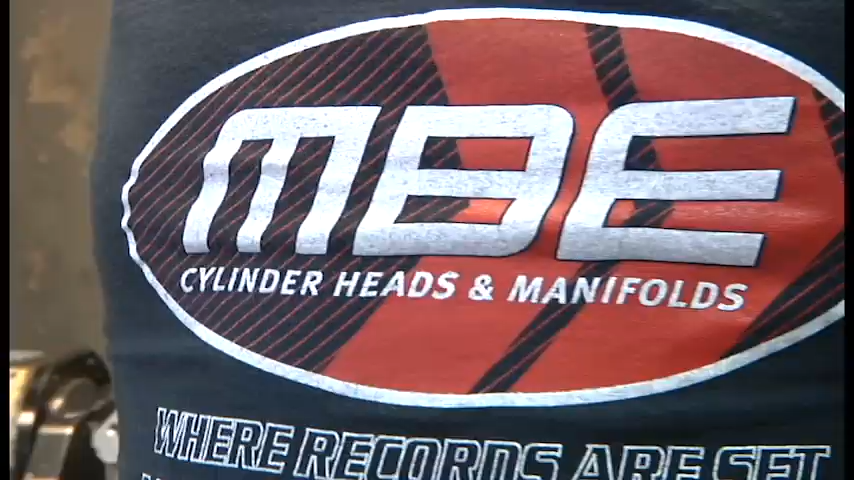 MBE
CYLINDER HEADS & MANIFOLDS
WHERE RECORDS ARE SET